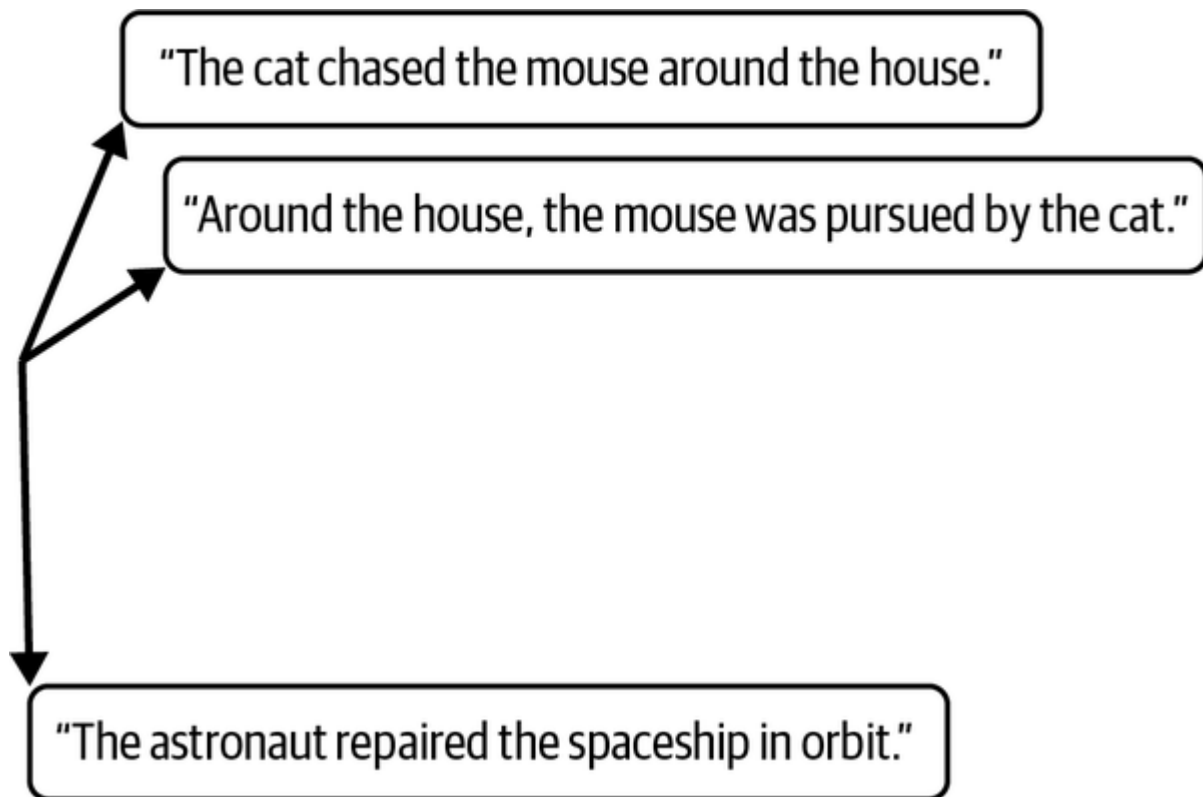 “The cat chased the mouse around the house.”
“Around the house, the mouse was pursued by the cat.”
“The astronaut repaired the spaceship in orbit.”